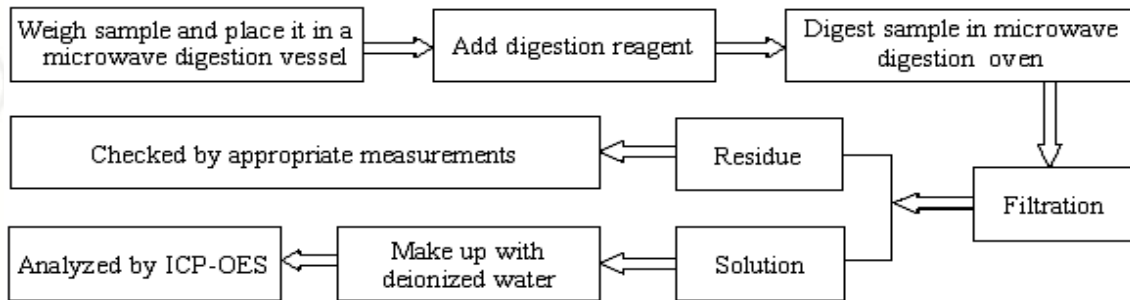 Weigh sample and place it in a
microwave digestion vessel
Add digestion reagent
Digest sample in microwave
digestion oven
Checked by appropriate measurements
Residue
Filtration
Analyzed by ICP-OES
Make up with
deionized water
Solution